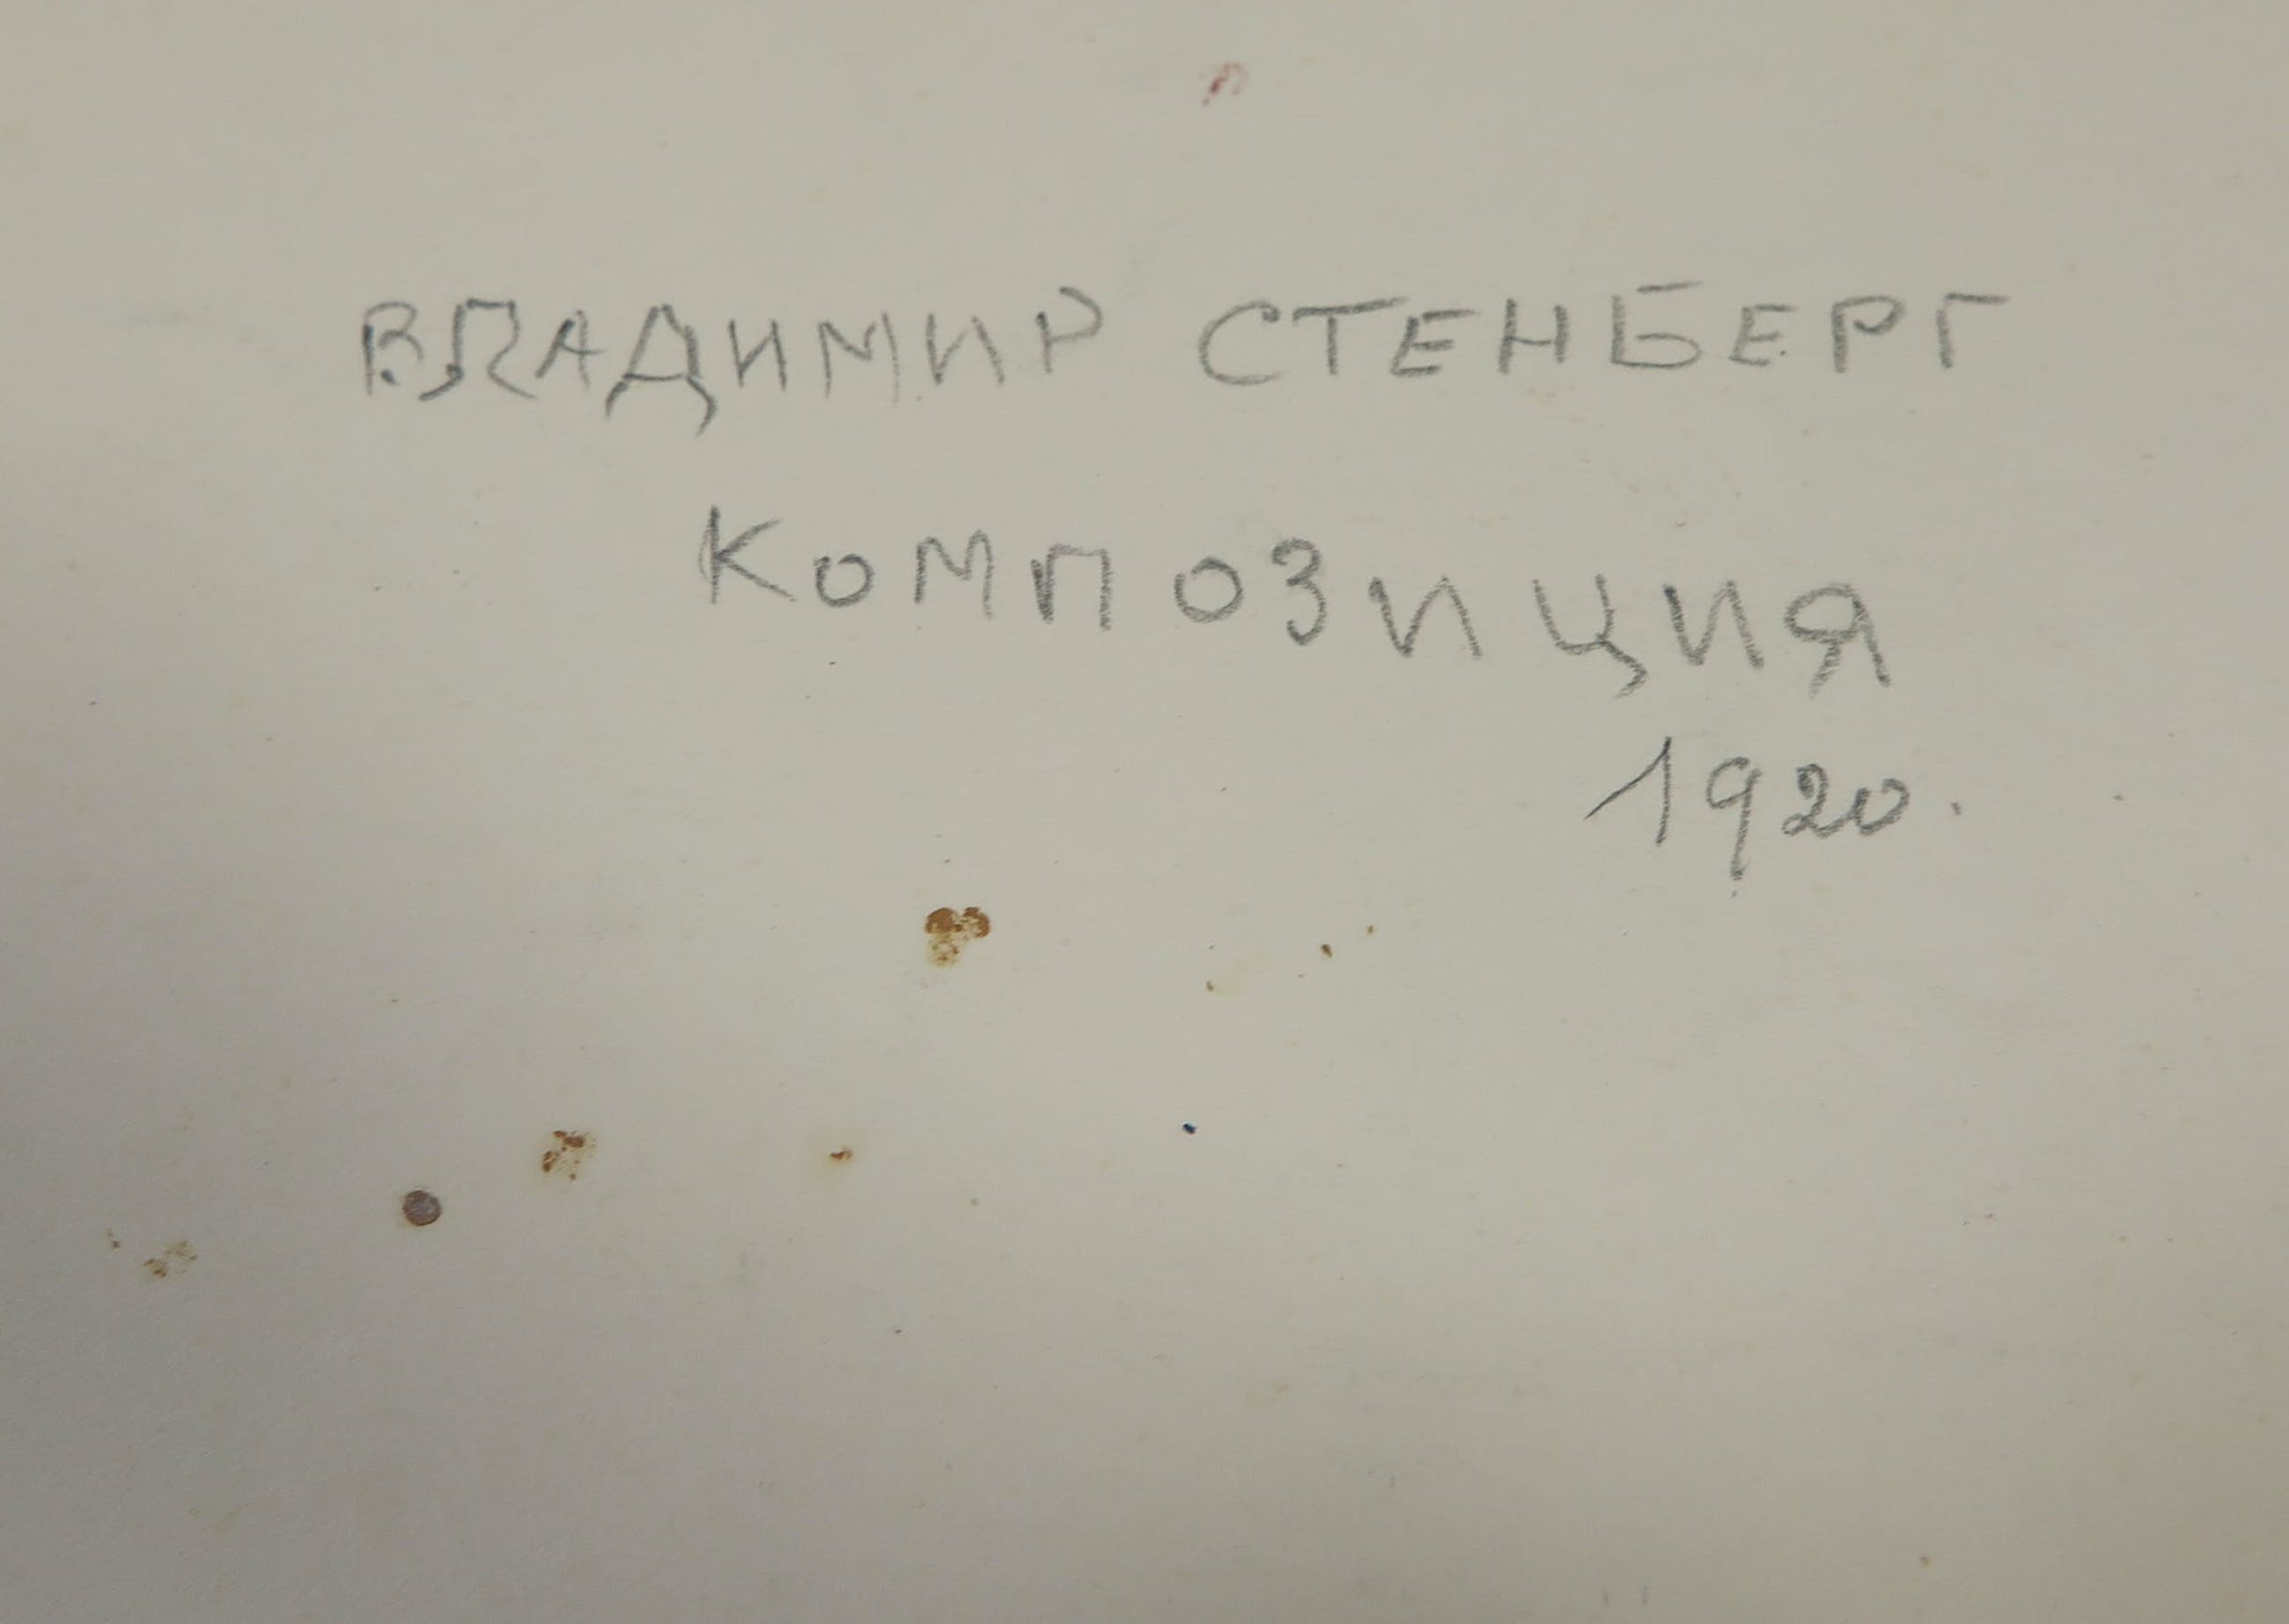 ВЛАДИМИР СТЕНБЕРГ
КОМПОЗИЦИЯ
1920.